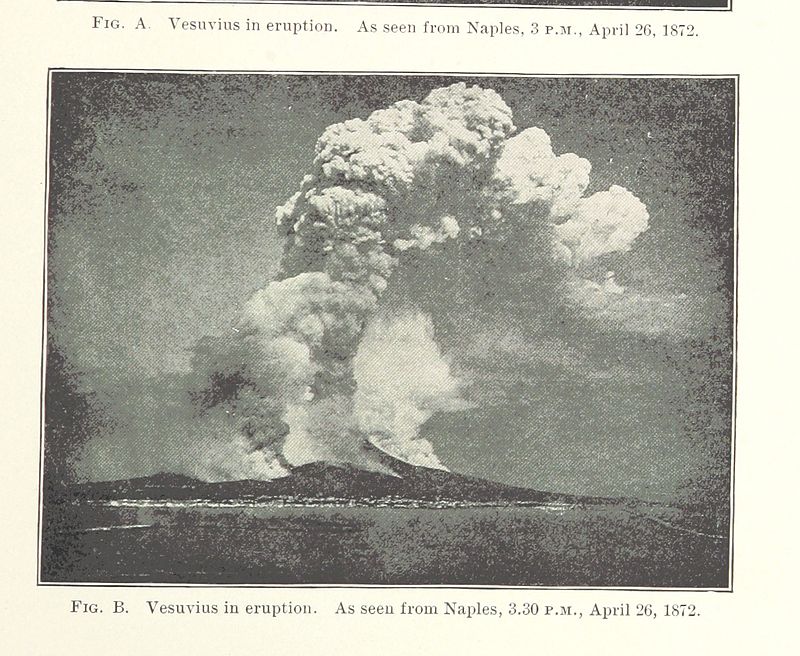 FIG. A. Vesuvius in eruption. As seen from Naples, 3 P.M., April 26, 1872.
FIG. B. Vesuvius in eruption. As seen from Naples, 3.30 P.M., April 26, 1872.